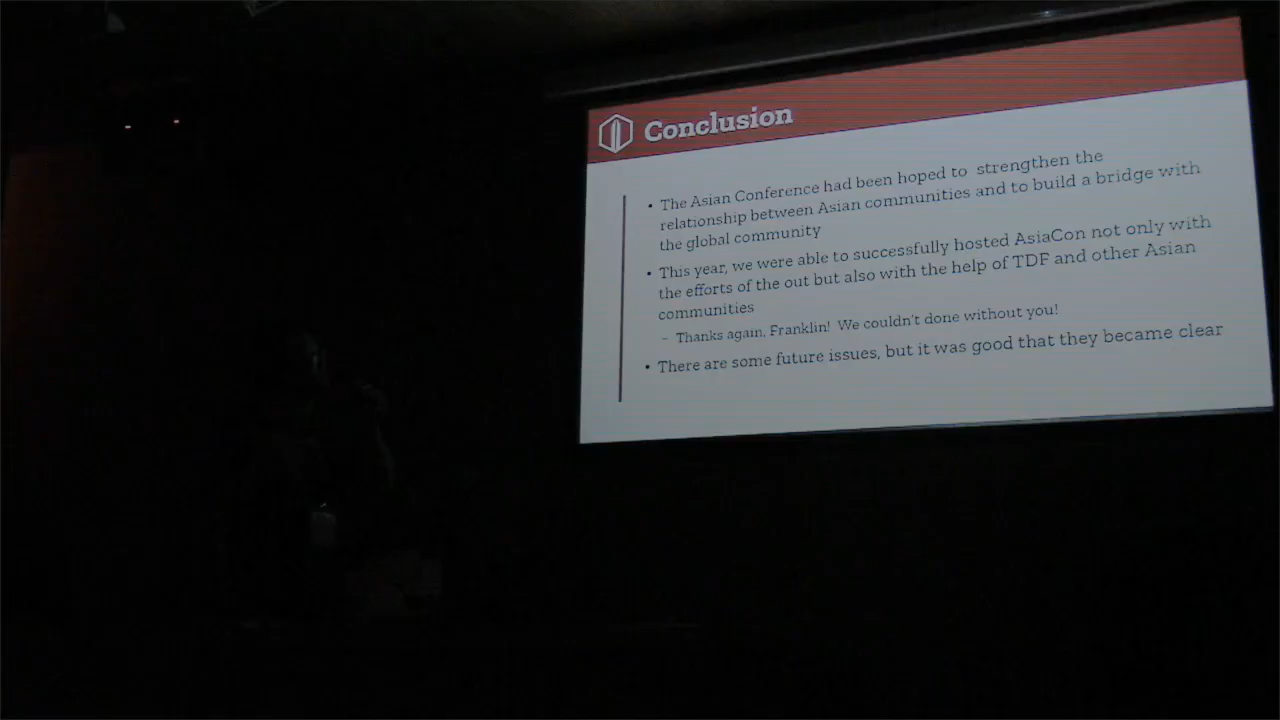 Conclusion
• The Asian Conference had been hoped to strengthen the
relationship between Asian communities and to build a bridge with
the global community
• This year, we were able to successfully hosted AsiaCon not only with
the efforts of the out but also with the help of TDF and other Asian
communities
– Thanks again, Franklin! We couldn't done without you!
• There are some future issues, but it was good that they became clear